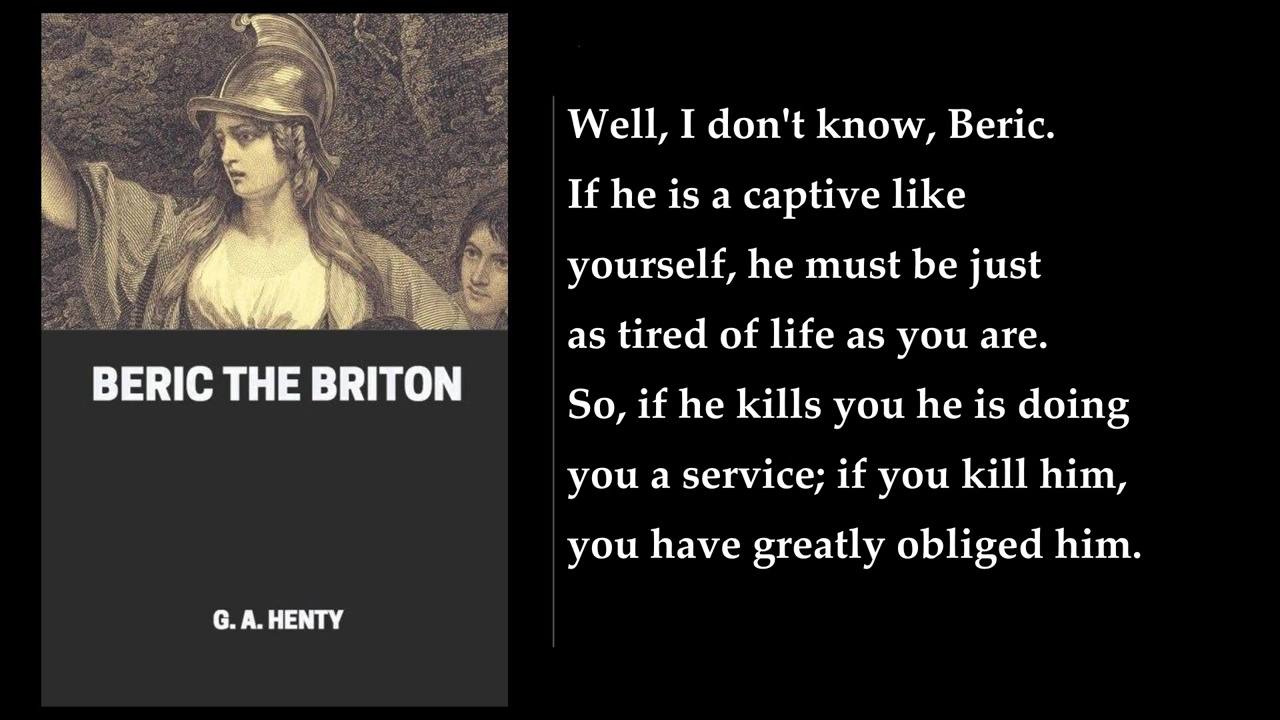 BERIC THE BRITON
G. A. HENTY
Well, I don't know, Beric.
If he is a captive like
yourself, he must be just
as tired of life as you are.
So, if he kills you he is doing
you a service; if you kill him,
you have greatly obliged him.